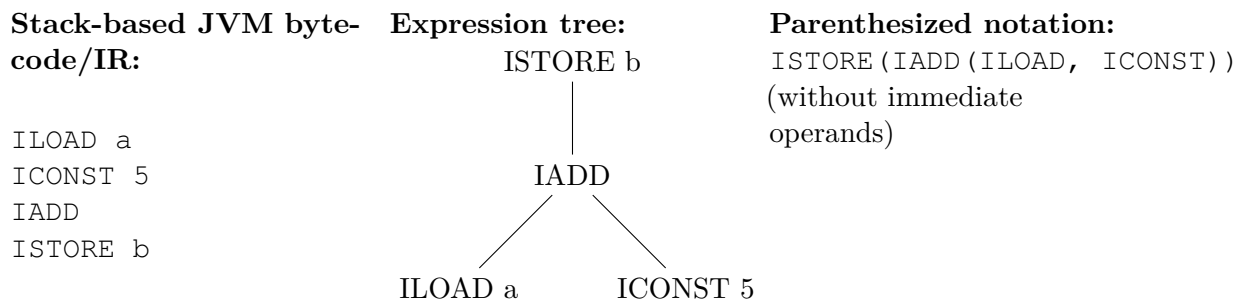 Stack-based JVM byte-
code/IR:
ILOAD a
ICONST 5
IADD
ISTORE b
Expression tree:
ISTORE b
IADD
ILOAD a
ICONST 5
Parenthesized notation:
ISTORE(IADD(ILOAD, ICONST))
(without immediate
operands)